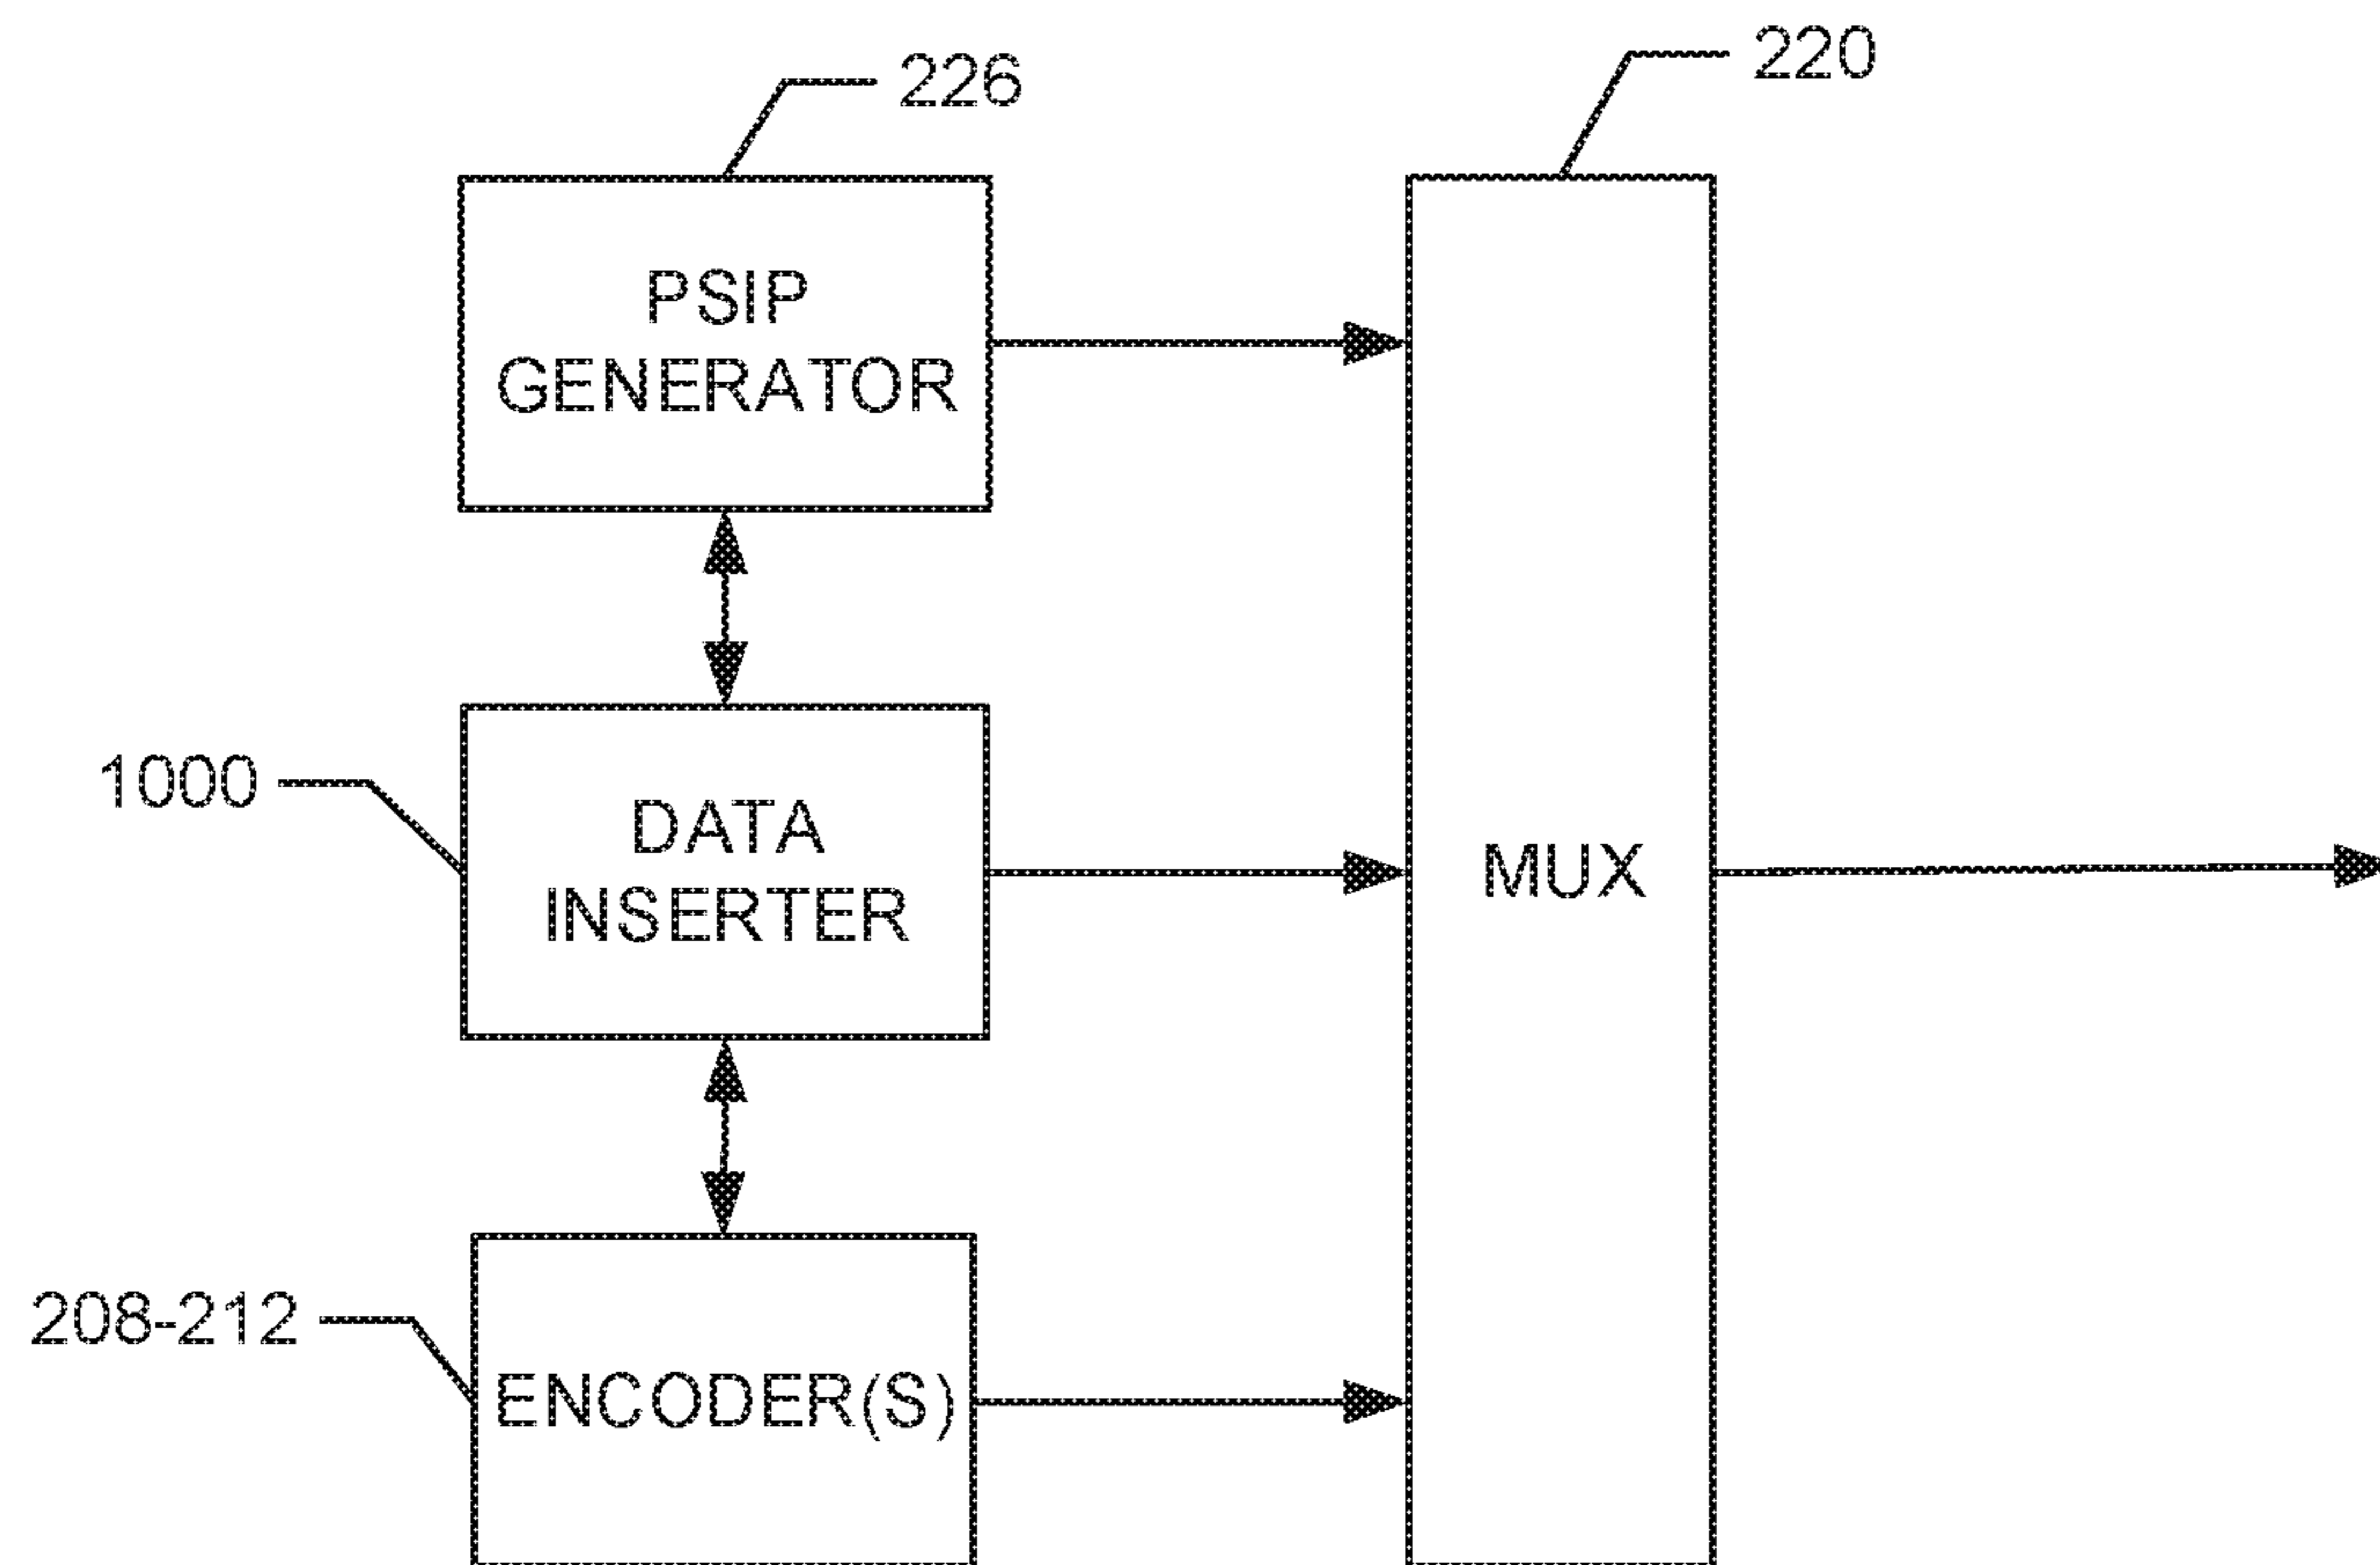 220
226
PSIP
GENERATOR
1000
DATA
INSERTER
MUX
208-212
ENCODER(S)